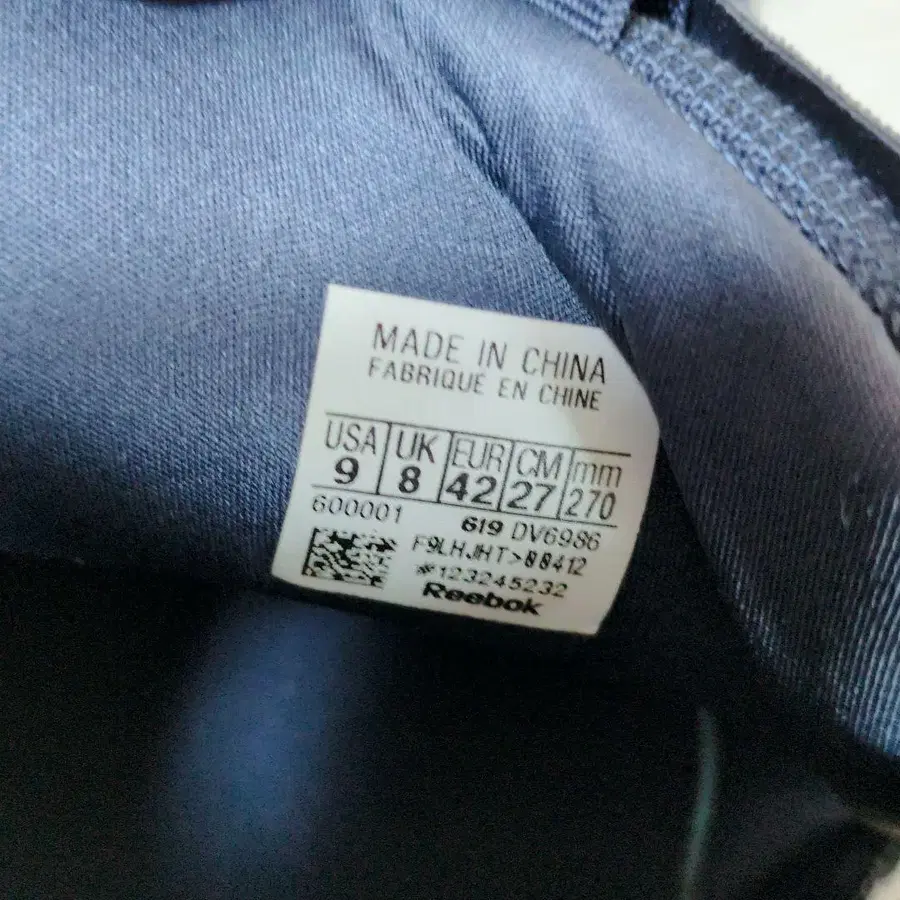 MADE IN CHINA
FABRIQUÉ EN CHINE
USA UK EUR CM mm
9 8 42 27 270
600001 619 DV6986
F9LHJHT>00412
#123245232
Reebok